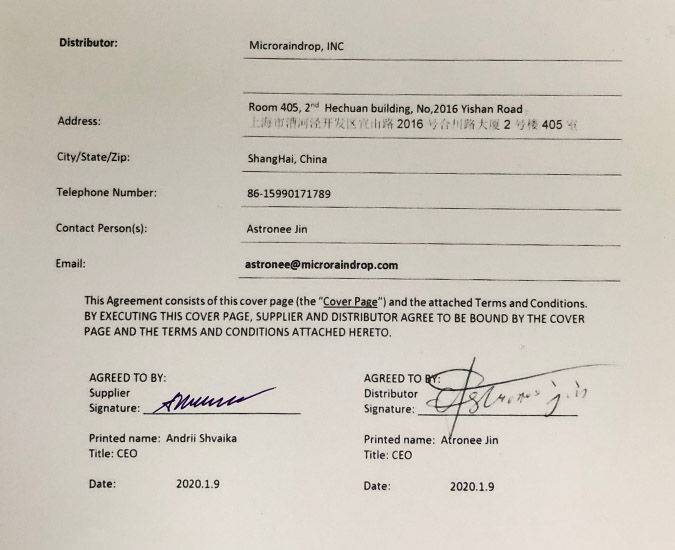 Distributor: Microraindrop, INC
Room 405, 2nd Hechuan building, No,2016 Yishan Road
Address: 上海市漕河泾开发区宜山路 2016 号合川路大厦 2 号楼 405 室
City/State/Zip: ShangHai, China
Telephone Number: 86-15990171789
Contact Person(s): Astronee Jin
Email: astronee@microraindrop.com
This Agreement consists of this cover page (the “Cover Page”) and the attached Terms and Conditions.
BY EXECUTING THIS COVER PAGE, SUPPLIER AND DISTRIBUTOR AGREE TO BE BOUND BY THE COVER
PAGE AND THE TERMS AND CONDITIONS ATTACHED HERETO.
AGREED TO BY:
Supplier
Signature:
Printed name: Andrii Shvaika
Title: CEO
Date: 2020.1.9
AGREED TO BY:
Distributor
Signature:
Printed name: Atronee Jin
Title: CEO
Date: 2020.1.9